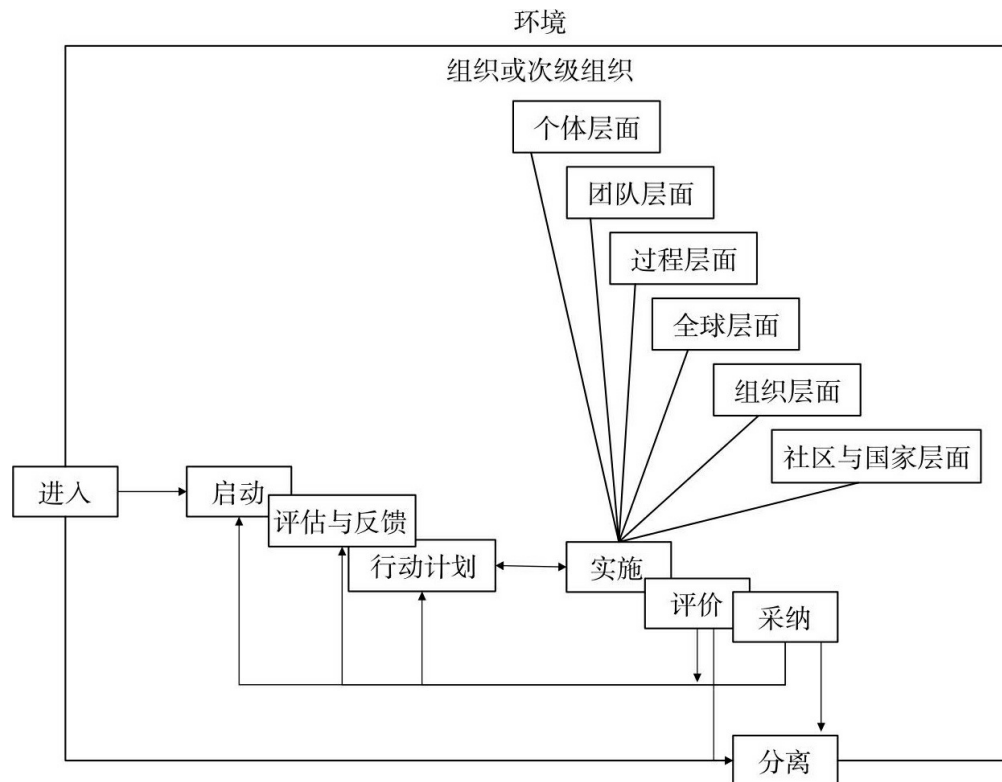 环境
组织或次级组织
个体层面
团队层面
过程层面
全球层面
组织层面
社区与国家层面
进入
启动
评估与反馈
行动计划
实施
评价
采纳
分离